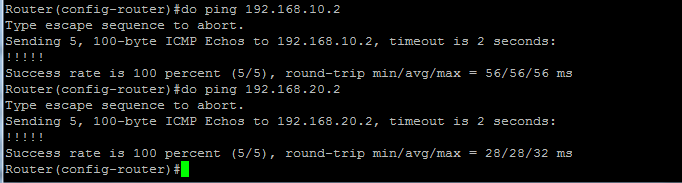 Router(config-router)#do ping 192.168.10.2
Type escape sequence to abort.
Sending 5, 100-byte ICMP Echos to 192.168.10.2, timeout is 2 seconds:
!!!!!
Success rate is 100 percent (5/5), round-trip min/avg/max = 56/56/56 ms
Router(config-router)#do ping 192.168.20.2
Type escape sequence to abort.
Sending 5, 100-byte ICMP Echos to 192.168.20.2, timeout is 2 seconds:
!!!!!
Success rate is 100 percent (5/5), round-trip min/avg/max = 28/28/32 ms
Router(config-router)#